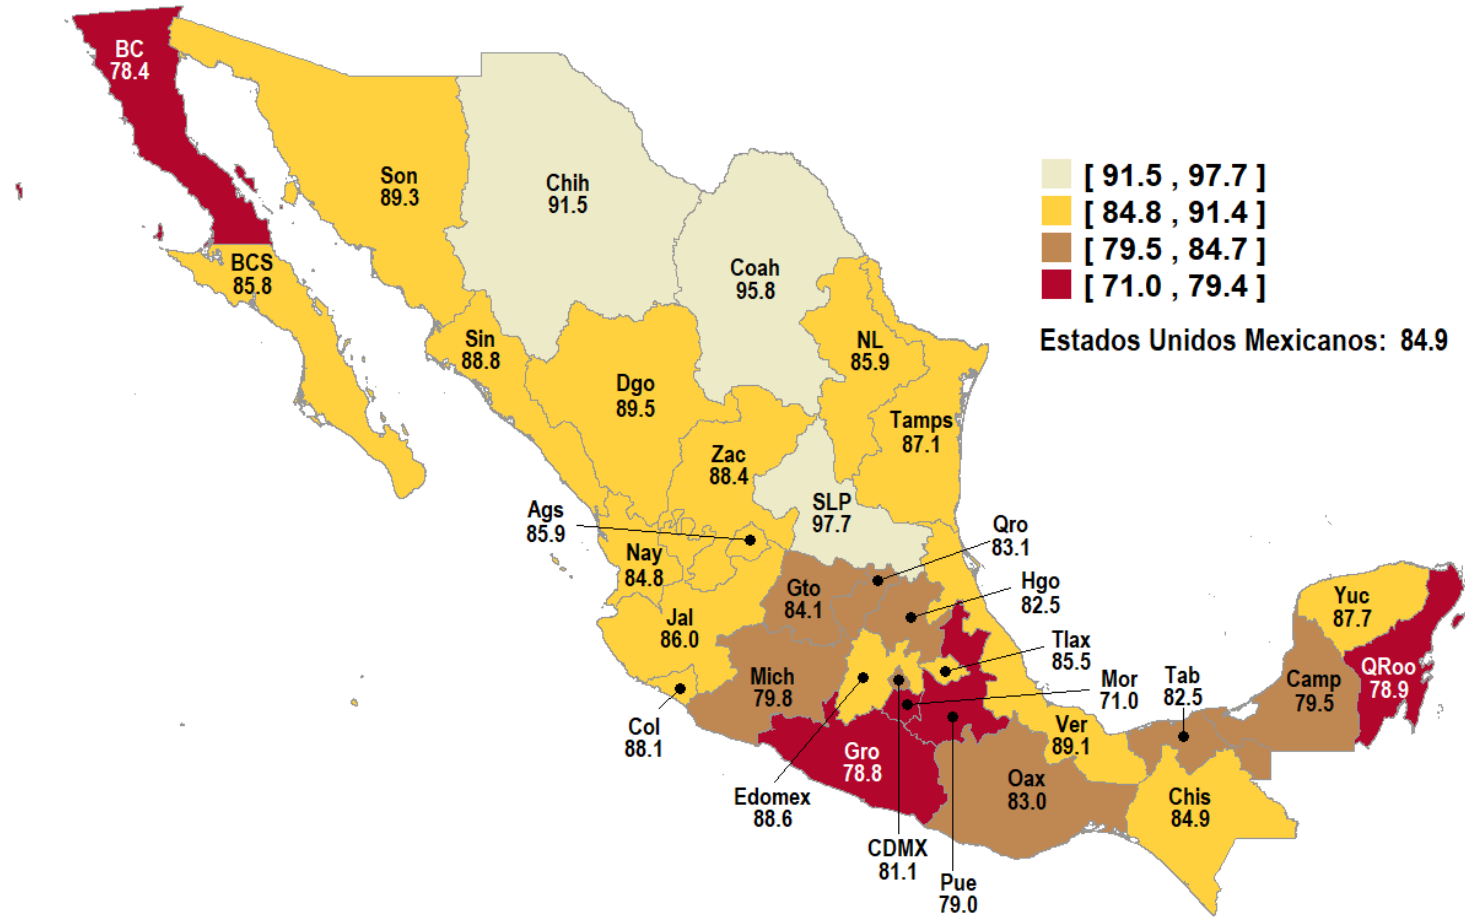 BC
78.4
Son
89.3
Chih
91.5
Coah
95.8
BCS
85.8
Sin
88.8
Dgo
89.5
NL
85.9
Tamps
87.1
Zac
88.4
SLP
97.7
Ags
85.9
Nay
84.8
Jal
86.0
Gto
84.1
Qro
83.1
Hgo
82.5
Tlax
85.5
Mor
71.0
Tab
82.5
Yuc
87.7
QRoo
78.9
Camp
79.5
Mich
79.8
Col
88.1
Gro
78.8
Edomex
88.6
CDMX
81.1
Pue
79.0
Oax
83.0
Ver
89.1
Chis
84.9
[ 91.5 , 97.7 ]
[ 84.8 , 91.4 ]
[ 79.5 , 84.7 ]
[ 71.0 , 79.4 ]
Estados Unidos Mexicanos: 84.9